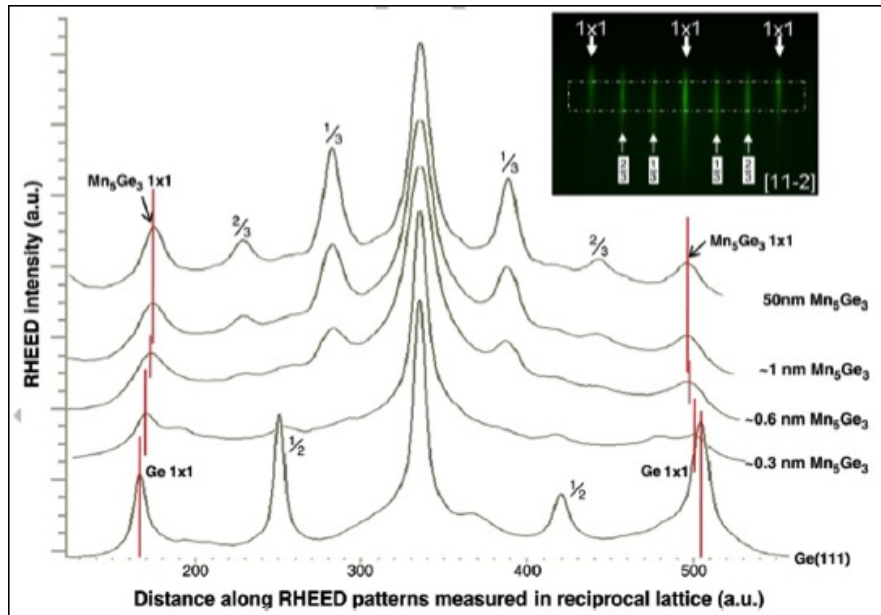 1x1 1x1 1x1
2/3 1/3 1/3 2/3
[11-2]
1/3
1/3
Mn₅Ge₃ 1x1
2/3
2/3
Mn₅Ge₃ 1x1
50nm Mn₅Ge₃
~1 nm Mn₅Ge₃
~0.6 nm Mn₅Ge₃
1/2
Ge 1x1
Ge 1x1
~0.3 nm Mn₅Ge₃
1/2
Ge(111)
RHEED intensity (a.u.)
200 300 400 500
Distance along RHEED patterns measured in reciprocal lattice (a.u.)